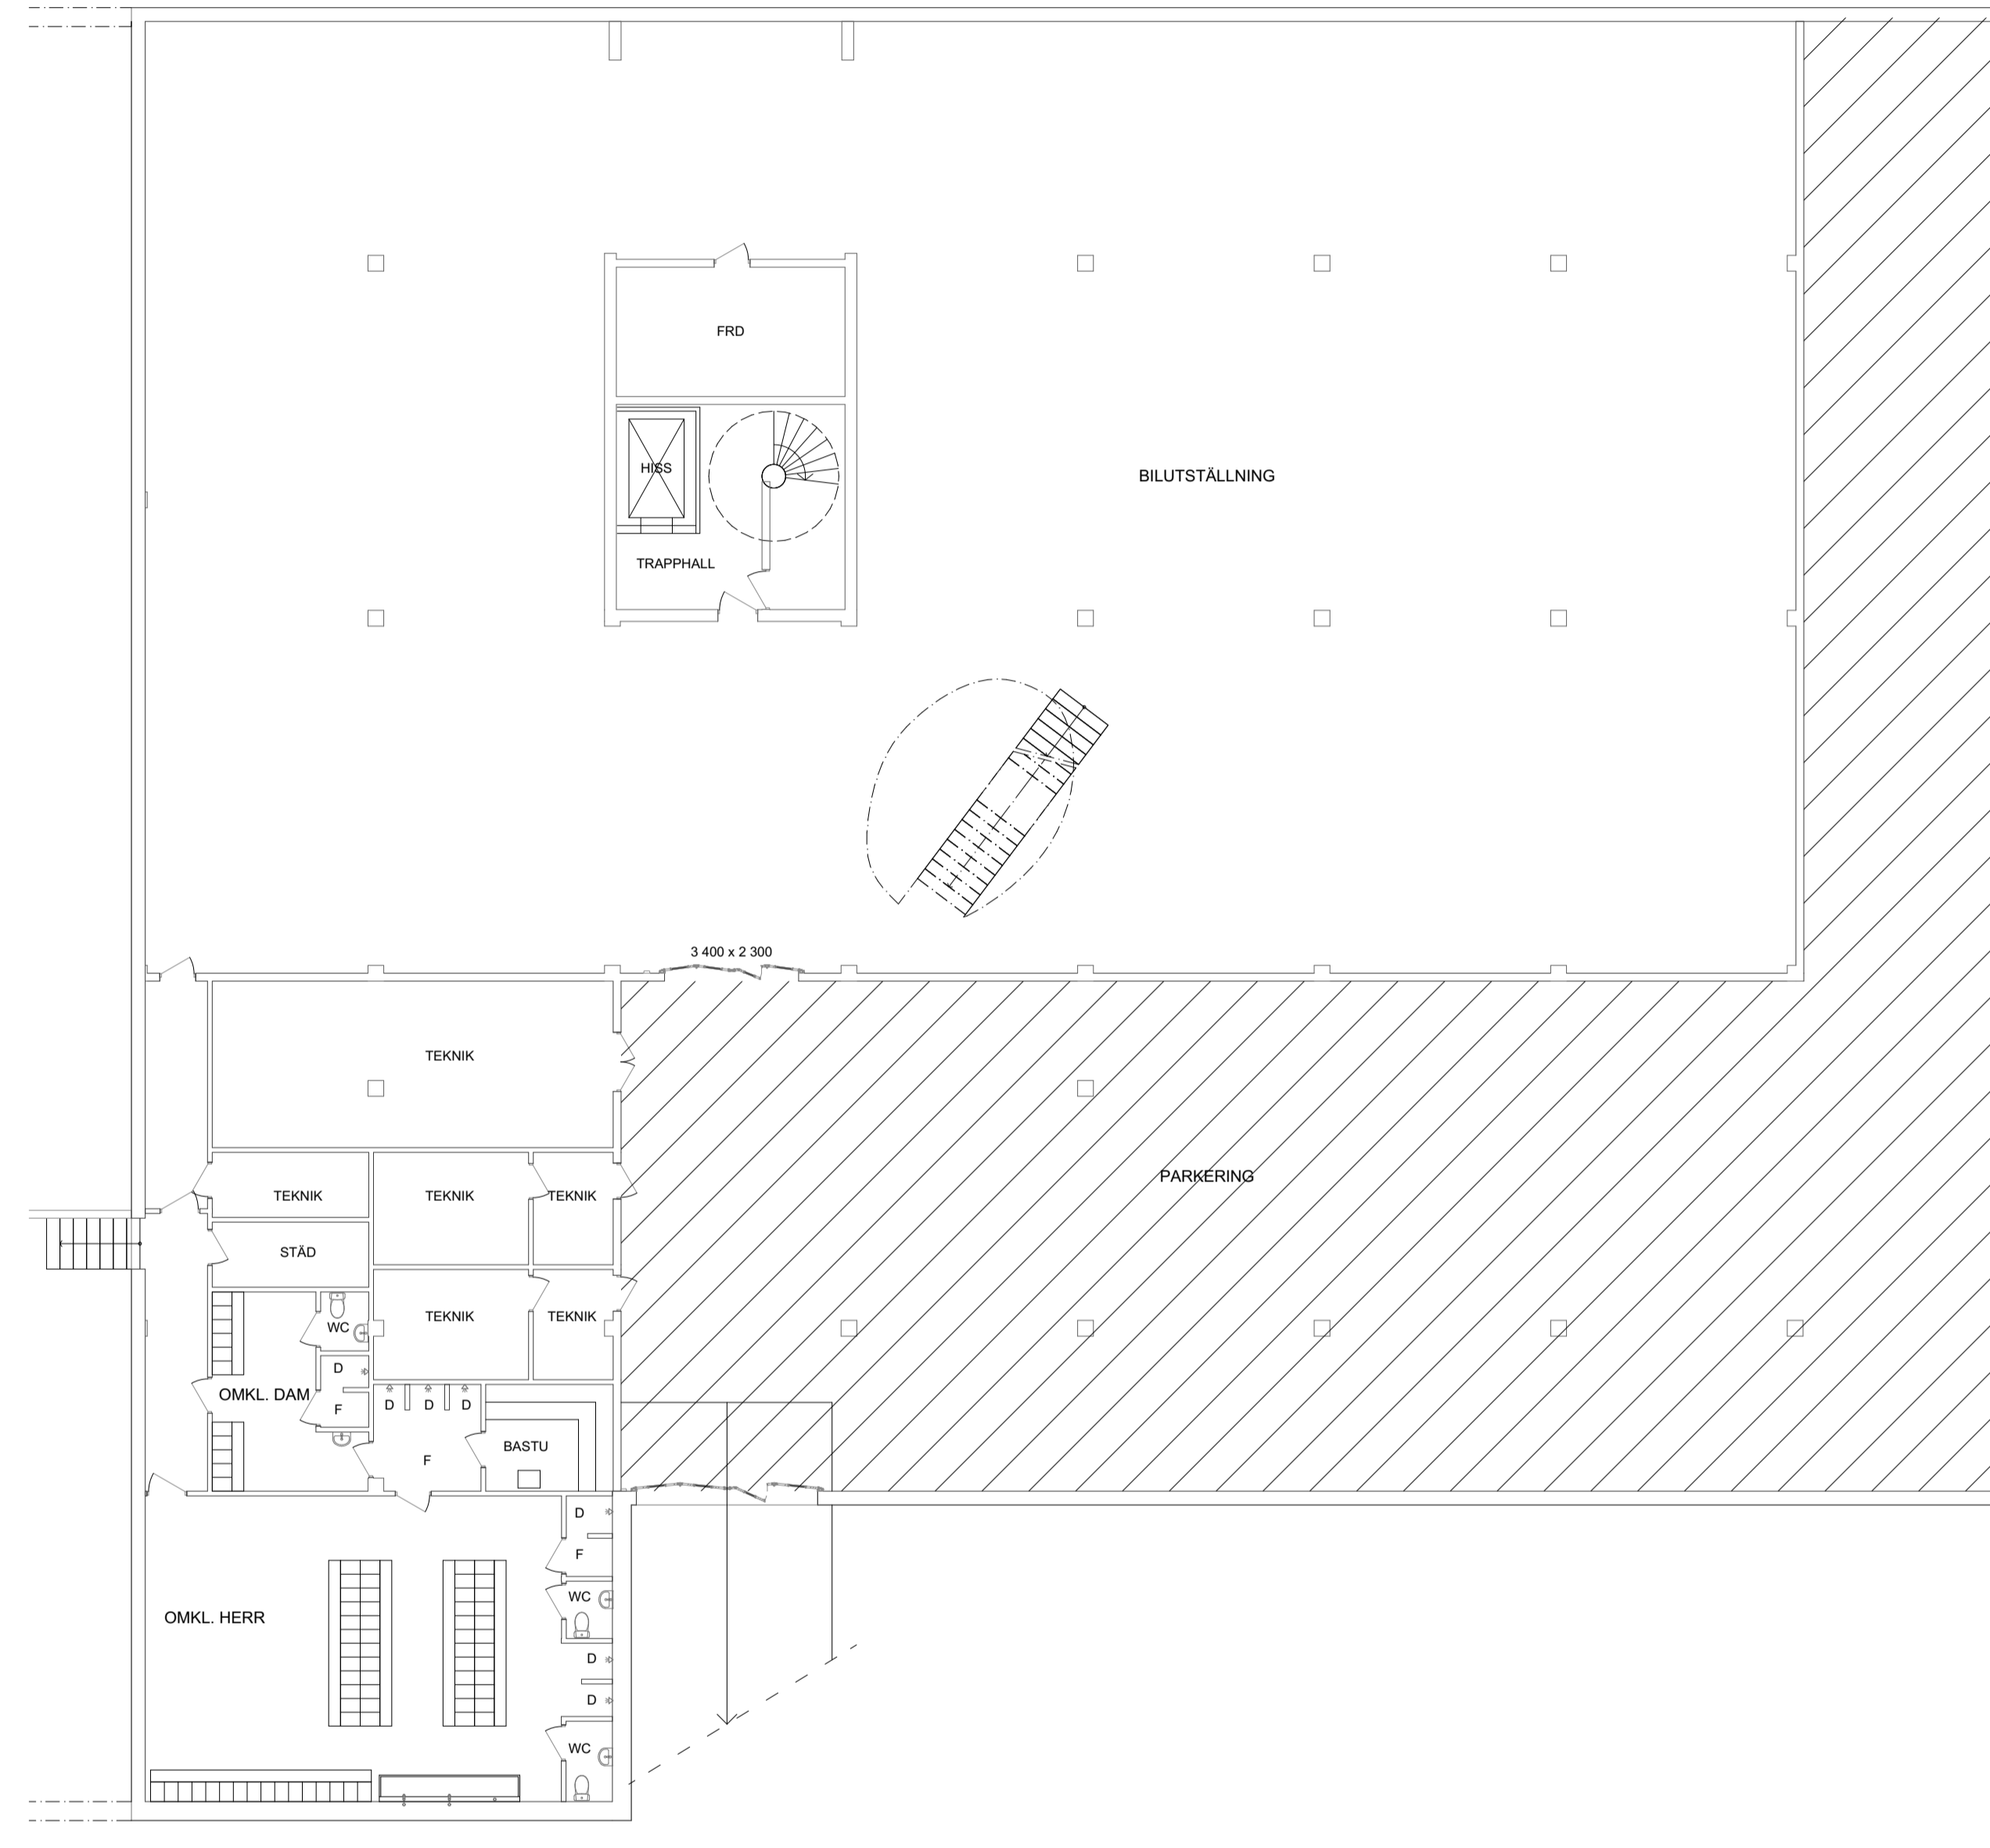 FRD
HISS
BILUTSTÄLLNING
TRAPPHALL
3 400 x 2 300
TEKNIK
PARKERING
TEKNIK
TEKNIK
TEKNIK
STÄD
TEKNIK
TEKNIK
WC
D
OMKL. DAM
F
D
D
D
BASTU
F
D
F
WC
OMKL. HERR
D
D
WC